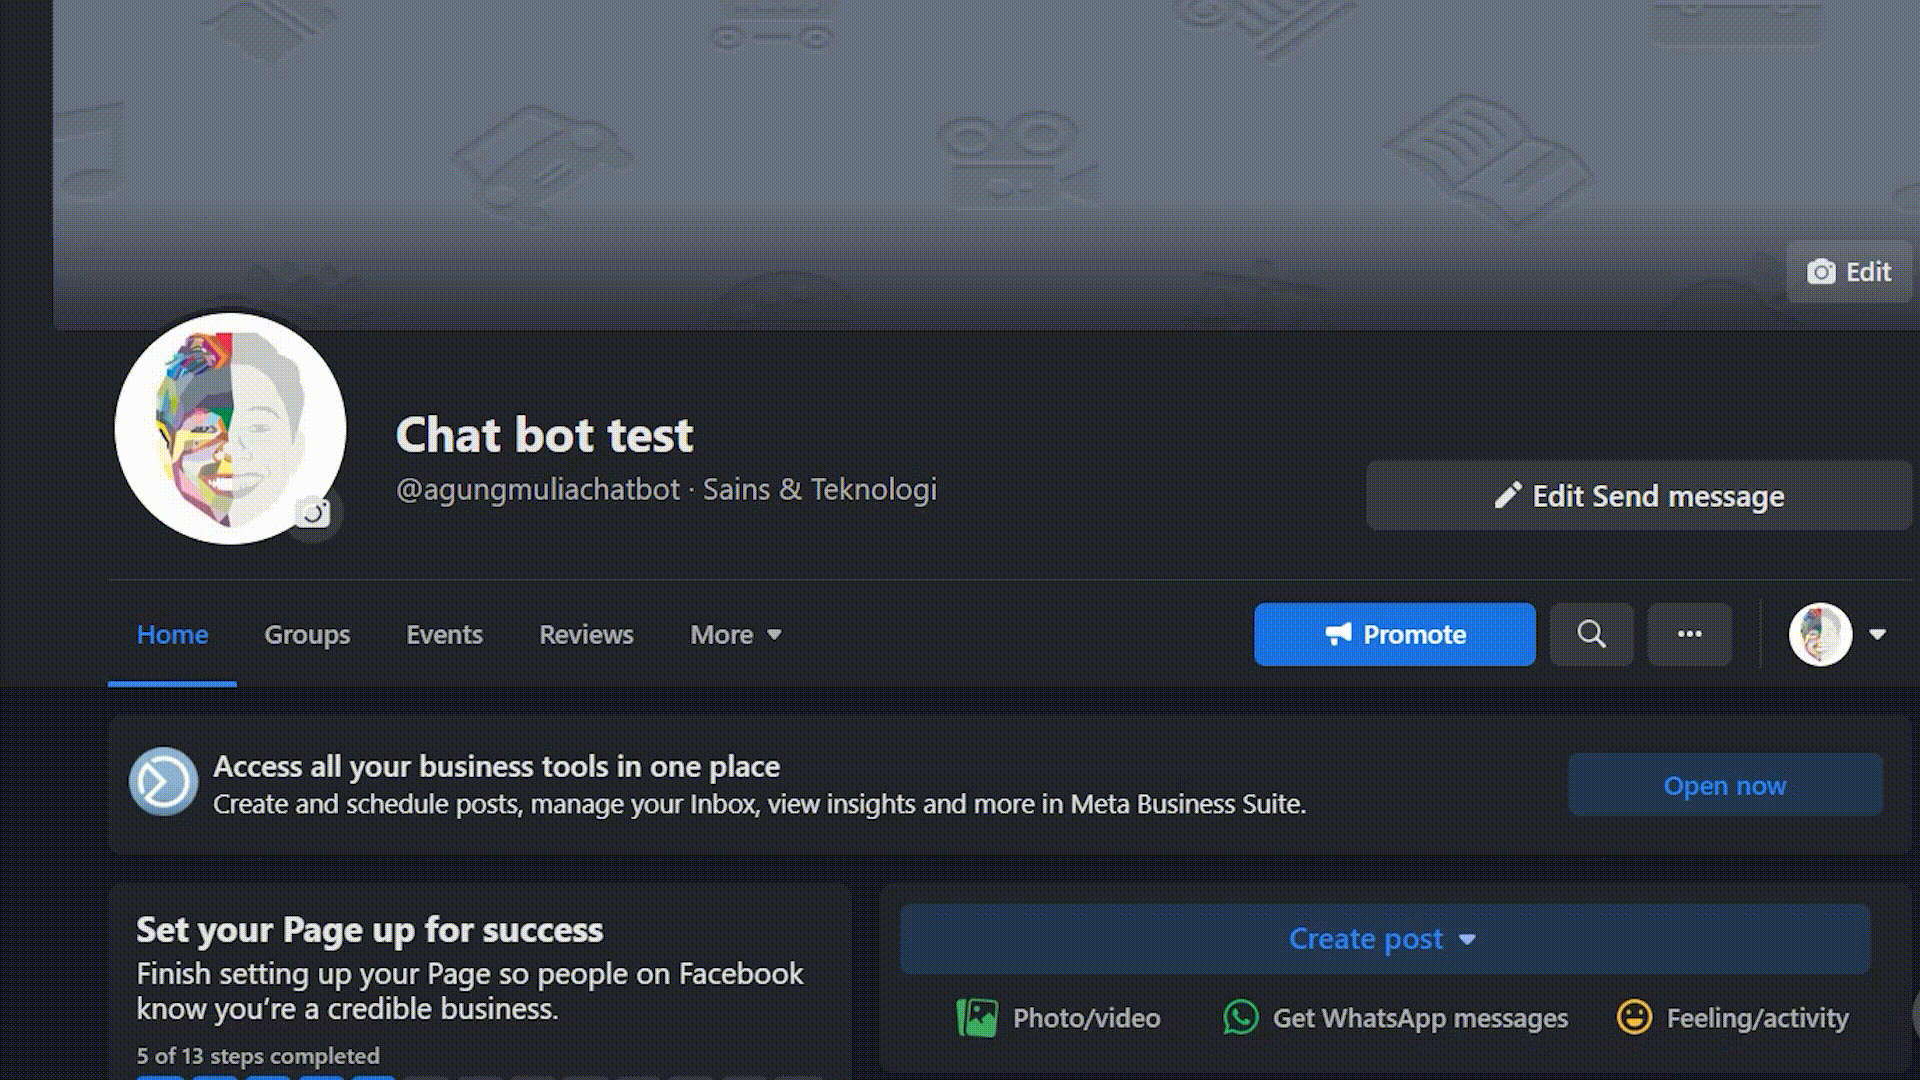 Edit
Chat bot test
@agungmuliachatbot · Sains & Teknologi
Edit Send message
Home
Groups
Events
Reviews
More
Promote
Access all your business tools in one place
Create and schedule posts, manage your Inbox, view insights and more in Meta Business Suite.
Open now
Set your Page up for success
Finish setting up your Page so people on Facebook
know you’re a credible business.
5 of 13 steps completed
Create post
Photo/video
Get WhatsApp messages
Feeling/activity